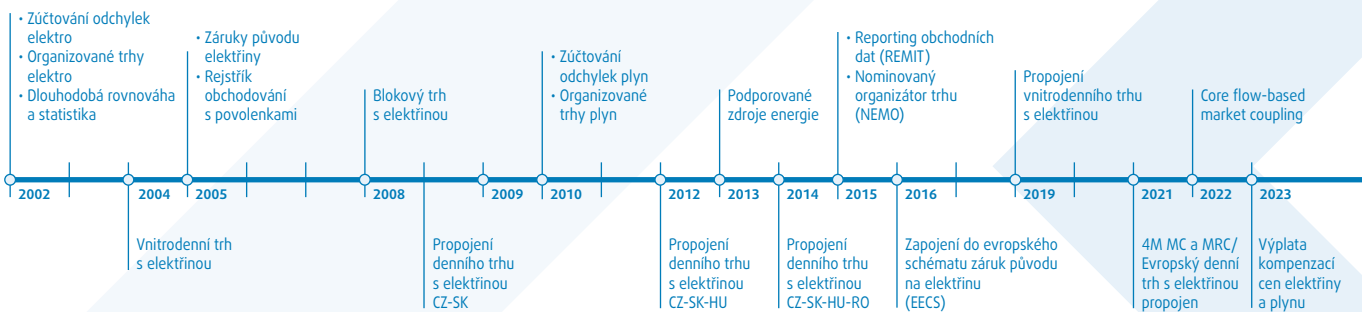 • Zúčtování odchylek
elektro
• Organizované trhy
elektro
• Dlouhodobá rovnováha
a statistika
• Záruky původu
elektřiny
• Rejstřík
obchodování
s povolenkami
Blokový trh
s elektřinou
• Zúčtování
odchylek plyn
• Organizované
trhy plyn
Podporované
zdroje energie
• Reporting obchodních
dat (REMIT)
• Nominovaný
organizátor trhu
(NEMO)
Propojení
vnitrodenního trhu
s elektřinou
Core flow-based
market coupling
2002
2004
2005
2008
2009
2010
2012
2013
2014
2015
2016
2019
2021
2022
2023
Vnitrodenní trh
s elektřinou
Propojení
denního trhu
s elektřinou
CZ-SK
Propojení
denního trhu
s elektřinou
CZ-SK-HU
Propojení
denního trhu
s elektřinou
CZ-SK-HU-RO
Zapojení do evropského
schématu záruk původu
na elektřinu
(EECS)
4M MC a MRC/
Evropský denní
trh s elektřinou
propojen
Výplata
kompenzací
cen elektřiny
a plynu